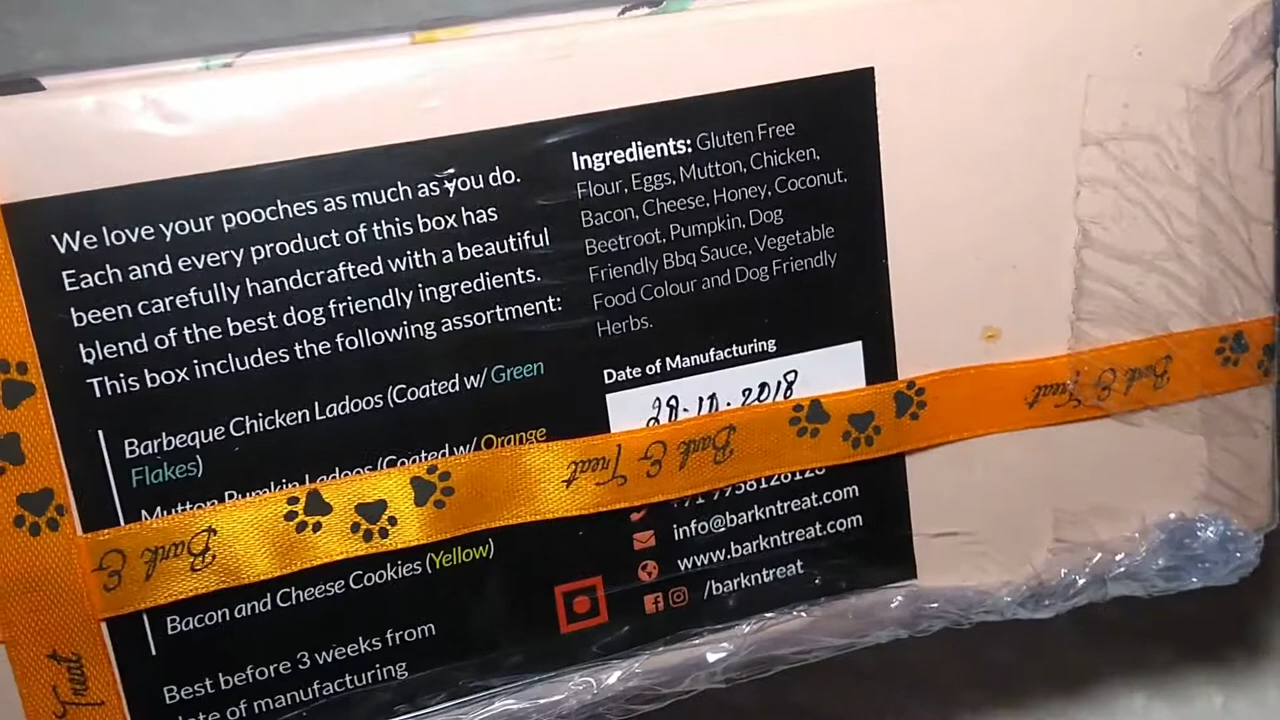 We love your pooches as much as you do.
Each and every product of this box has
been carefully handcrafted with a beautiful
blend of the best dog friendly ingredients.
This box includes the following assortment:
Barbeque Chicken Ladoos (Coated w/ Green
Flakes)
Mutton Pumpkin Ladoos (Coated w/ Orange
Bacon and Cheese Cookies (Yellow)
Best before 3 weeks from
date of manufacturing
Ingredients: Gluten Free
Flour, Eggs, Mutton, Chicken,
Bacon, Cheese, Honey, Coconut,
Beetroot, Pumpkin, Dog
Friendly Bbq Sauce, Vegetable
Food Colour and Dog Friendly
Herbs.
Date of Manufacturing
info@barkntreat.com
www.barkntreat.com
/barkntreat
Bark &
Bark & Treat
Bark & Treat
Treat